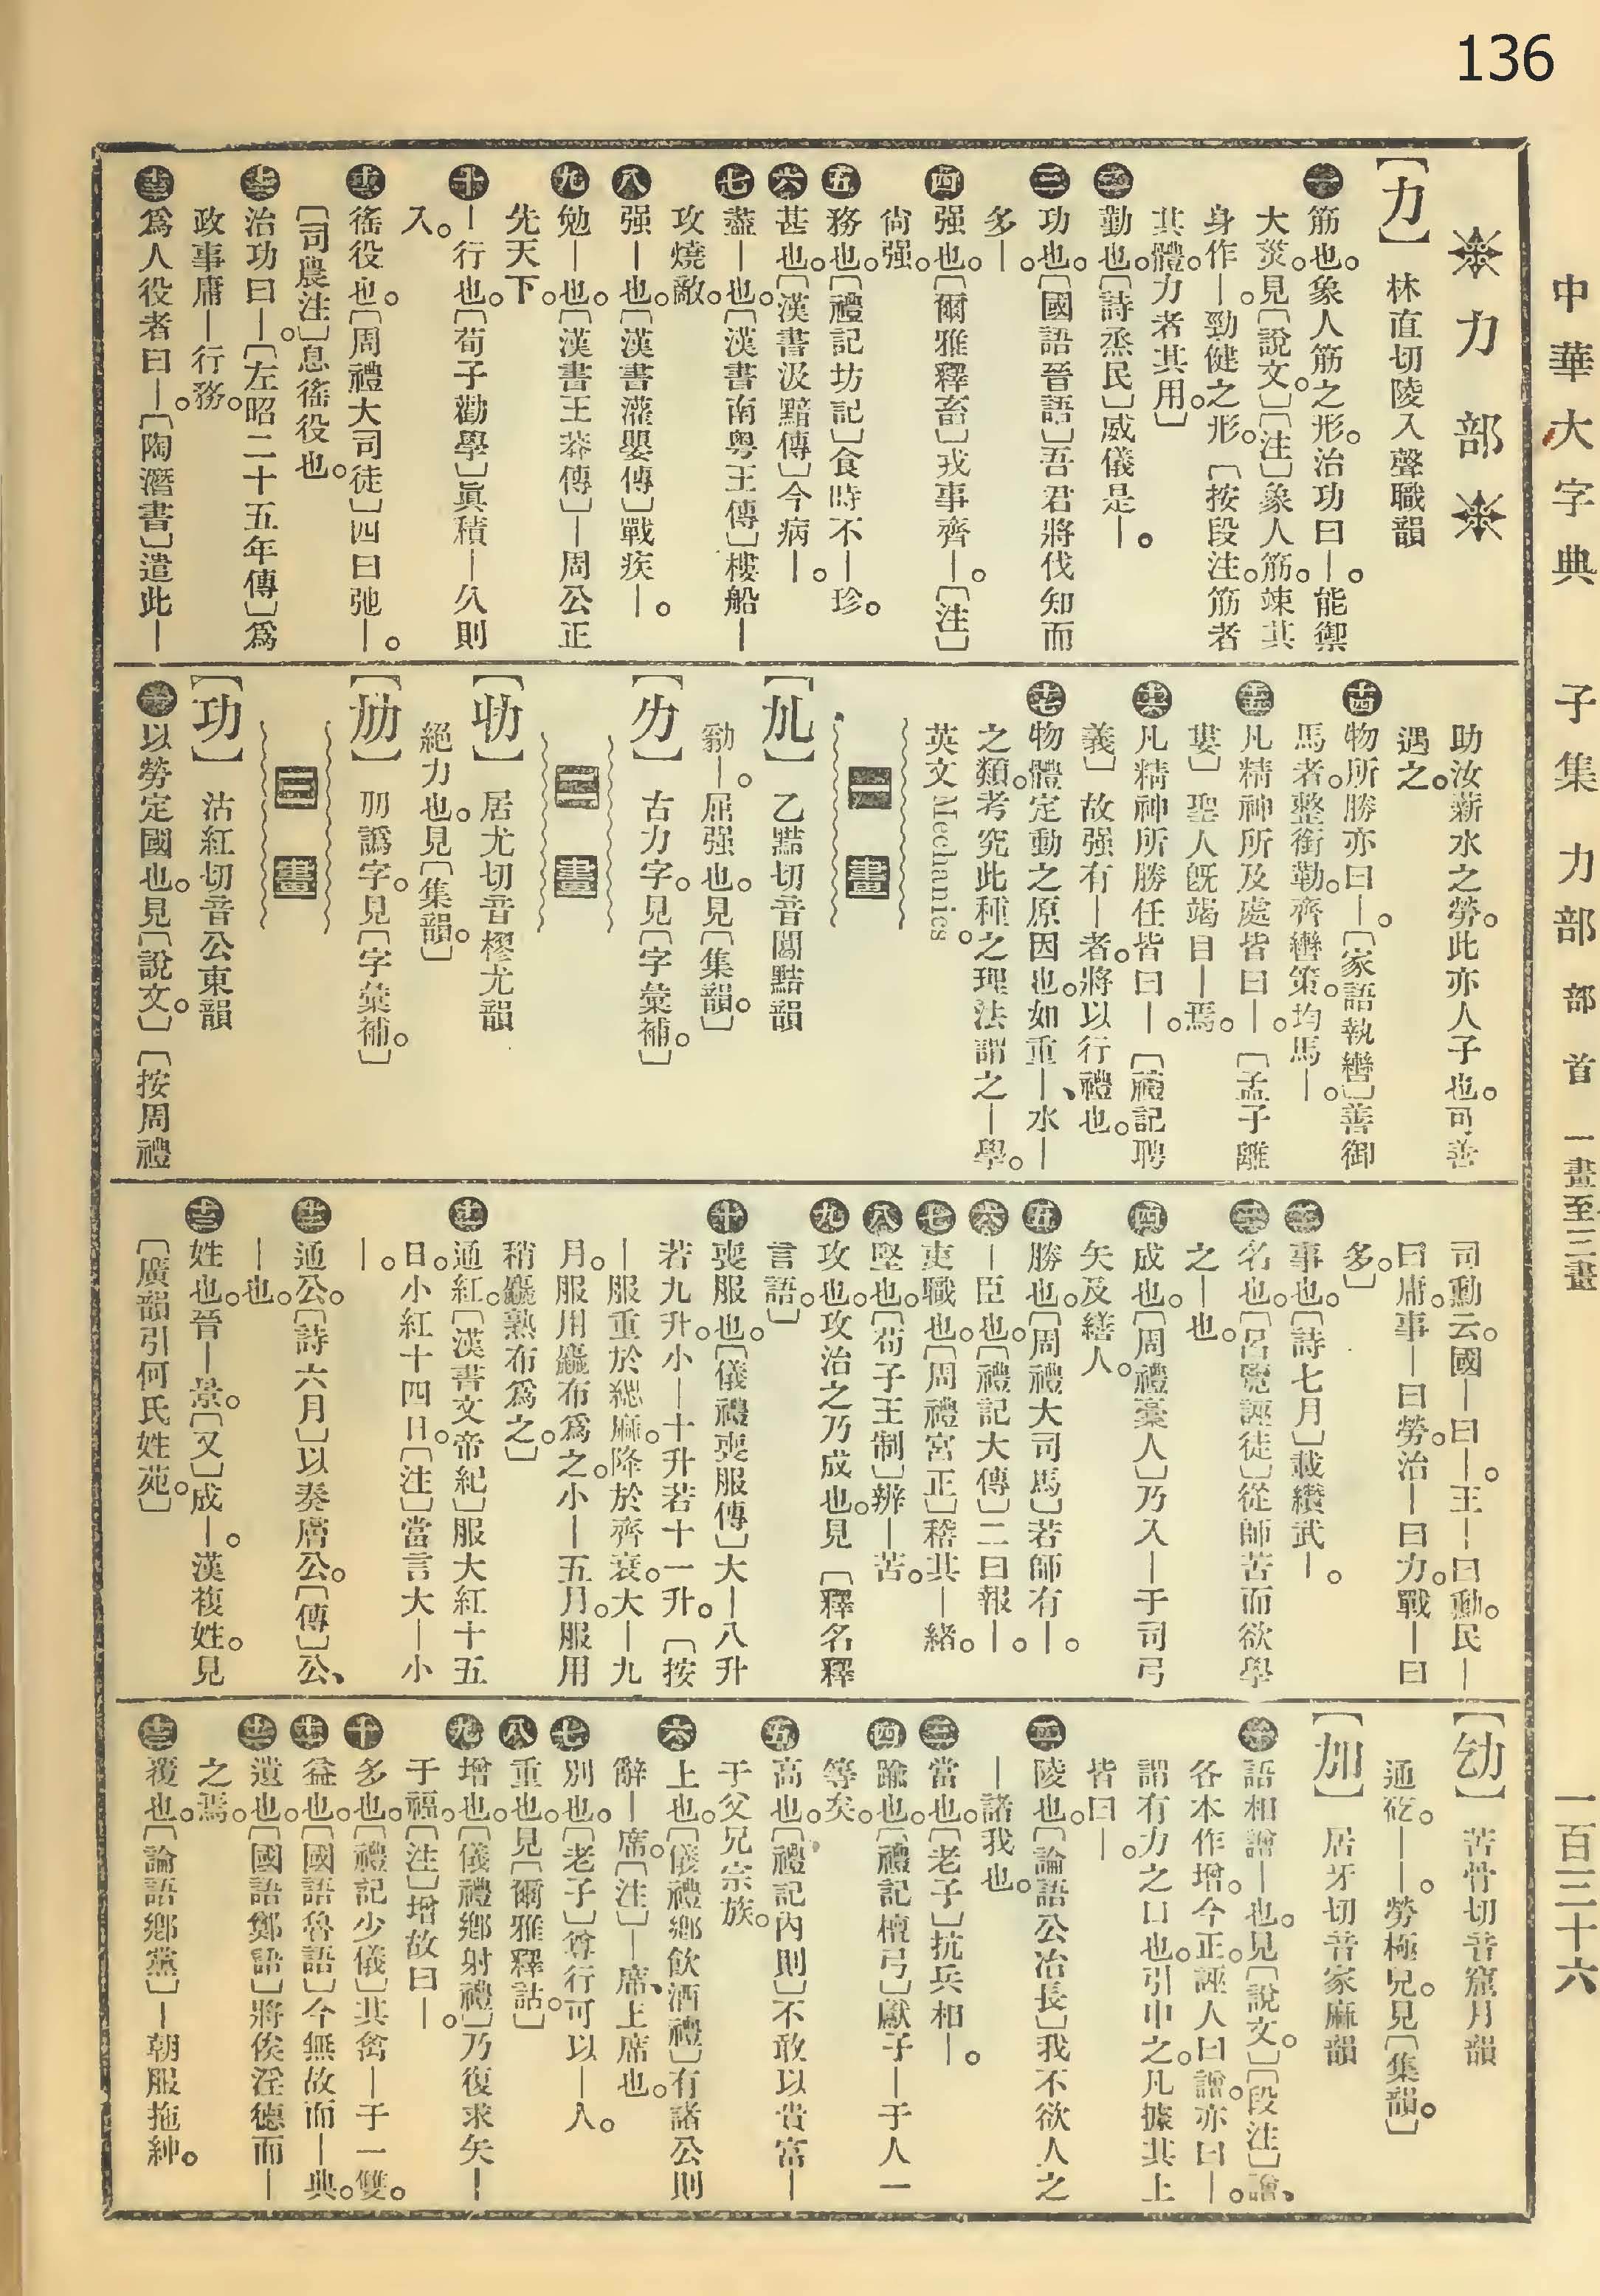 136
中華大字典 子集 力部 部首 一畫至三畫 一百三十六
力部
【力】林直切陵入聲職韻
㊀筋也。象人筋之形。治功曰—。能禦
大災。見〔說文。〕〔注〕象人筋。竦其
身作—。勁健之形。〔按段注。筋者
其體。力者其用。〕
㊁勤也。〔詩烝民〕威儀是—。
㊂功也。〔國語晉語〕吾君將伐知而
多—。
㊃强也。〔爾雅釋畜〕戎事齊—。〔注〕
尙强。
㊄務也。〔禮記坊記〕食時不—珍。
㊅甚也。〔漢書汲黯傳〕今病—。
㊆盡—也。〔漢書南粤王傳〕樓船—
攻燒敵。
㊇强—也。〔漢書灌嬰傳〕戰疾—。
㊈勉—也。〔漢書王莽傳〕—周公正
先天下。
㊉—行也。〔荀子勸學〕眞積—久則
入。
十一徭役也。〔周禮大司徒〕四曰弛—。
〔司農注〕息徭役也。
十二治功曰—。〔左昭二十五年傳〕爲
政事庸—行務。
十三爲人役者曰—。〔陶潛書〕遣此—
助汝薪水之勞。此亦人子也。可善
遇之。
十四物所勝亦曰—。〔家語執轡〕善御
馬者。整銜勒。齊轡策。均馬—。
十五凡精神所及處皆曰—。〔孟子離
婁〕聖人旣竭目—焉。
十六凡精神所勝任皆曰—。〔禮記聘
義〕故强有—者。將以行禮也。
十七物體定動之原因也。如重—、水—
之類。考究此種之理法謂之—學。
英文Mechanics。
一畫
【劜】乙黠切音圠黠韻
勠—。屈强也。見〔集韻。〕
【㔹】古力字。見〔字彙補。〕
二畫
【㔓】居尤切音樛尤韻
絕力也。見〔集韻。〕
【㔔】刕譌字。見〔字彙補。〕
三畫
【功】沽紅切音公東韻
㊀以勞定國也。見〔說文。〕〔按周禮
司勳云。國—曰—。王—曰勳。民—
曰庸。事—曰勞。治—曰力。戰—曰
多。〕
㊁事也。〔詩七月〕載纘武—。
㊂名也。〔呂覽誣徒〕從師苦而欲學
之—也。
㊃成也。〔周禮稾人〕乃入—于司弓
矢及繕人。
㊄勝也。〔周禮大司馬〕若師有—。
㊅—臣也。〔禮記大傳〕二曰報—。
㊆吏職也。〔周禮宮正〕稽其—緒。
㊇堅也。〔荀子王制〕辨—苦。
㊈攻也。攻治之乃成也。見〔釋名釋
言語。〕
㊉喪服也。〔儀禮喪服傳〕大—八升
若九升。小—十升若十一升。〔按
—服重於緦麻。降於齊衰。大—九
月。服用麤布爲之。小—五月。服用
稍麤熟布爲之。〕
十一通紅。〔漢書文帝紀〕服大紅十五
日。小紅十四日。〔注〕當言大—小
—。
十二通公。〔詩六月〕以奏膚公。〔傳〕公、
—也。
十三姓也。晉—景。〔又〕成—。漢複姓。見
〔廣韻引何氏姓苑。〕
【劥】苦骨切音窟月韻
通矻。——。勞極皃。見〔集韻。〕
【加】居牙切音家麻韻
㊀語相譄—也。見〔說文。〕〔段注〕譄、
各本作增。今正。誣人曰譄。亦曰—。
謂有力之口也。引申之。凡據其上
皆曰—。
㊁陵也。〔論語公冶長〕我不欲人之
—諸我也。
㊂當也。〔老子〕抗兵相—。
㊃踰也。〔禮記檀弓〕獻子—于人一
等矣。
㊄高也。〔禮記內則〕不敢以貴富—
于父兄宗族。
㊅上也。〔儀禮鄉飲酒禮〕有諸公則
辭—席。〔注〕—席、上席也。
㊆別也。〔老子〕尊行可以—人。
㊇重也。見〔爾雅釋詁。〕
㊈增也。〔儀禮鄉射禮〕乃復求矢—
于福。〔注〕增故曰—。
㊉多也。〔禮記少儀〕其禽—于一雙。
十一益也。〔國語魯語〕今無故而—典。
十二遺也。〔國語鄭語〕將俟淫德而—
之焉。
十三覆也。〔論語鄉黨〕—朝服拖紳。